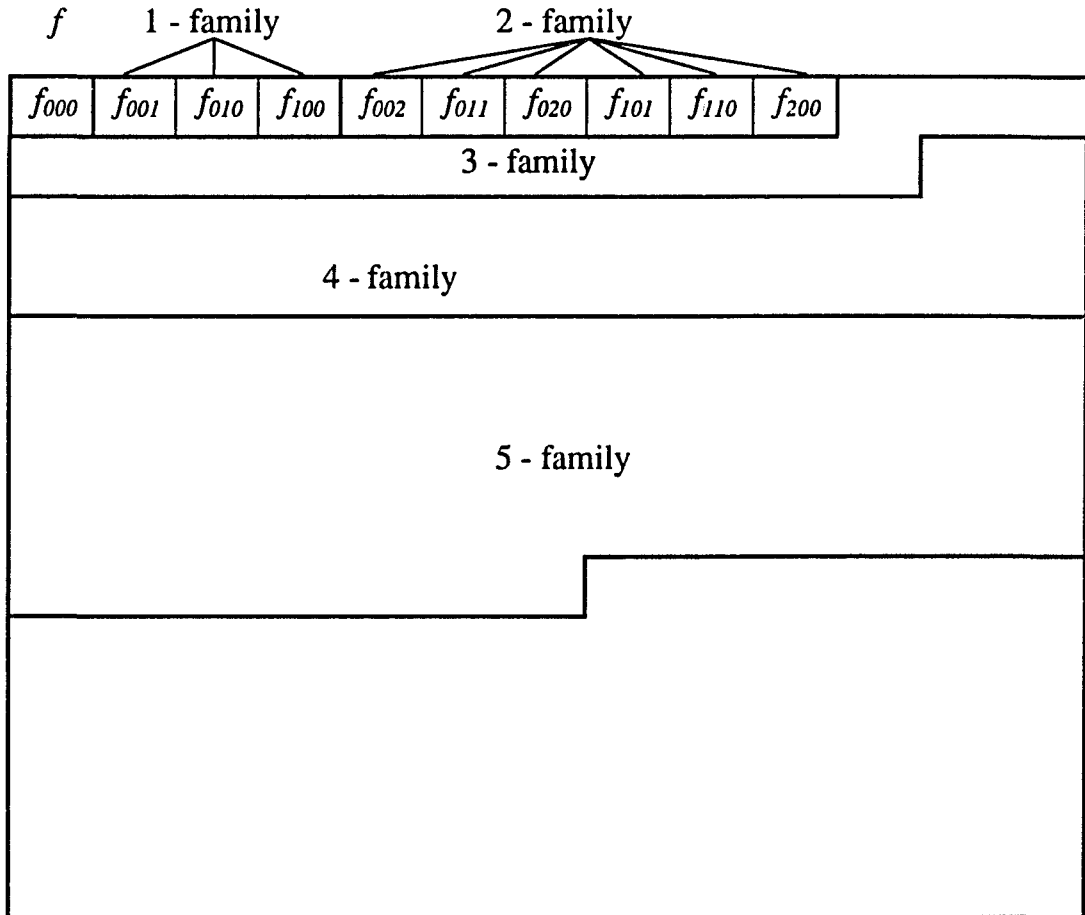 f 1 - family 2 - family
f000 f001 f010 f100 f002 f011 f020 f101 f110 f200
3 - family
4 - family
5 - family